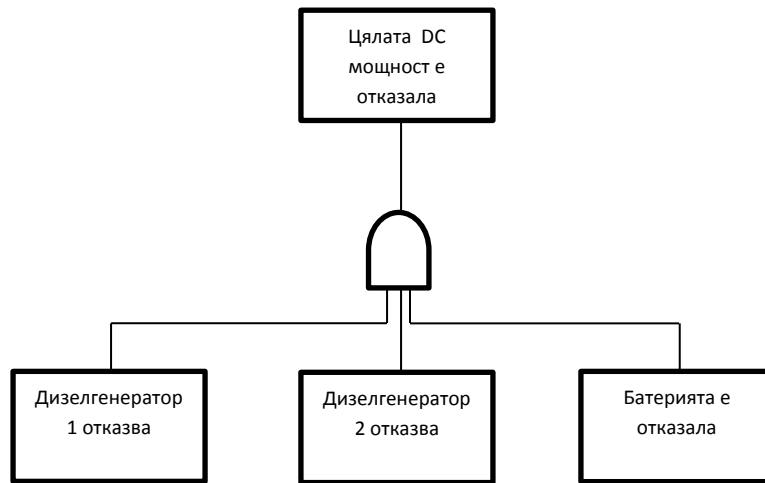 Цялата DC
мощност е
отказала
Дизелгенератор
1 отказва
Дизелгенератор
2 отказва
Батерията е
отказала